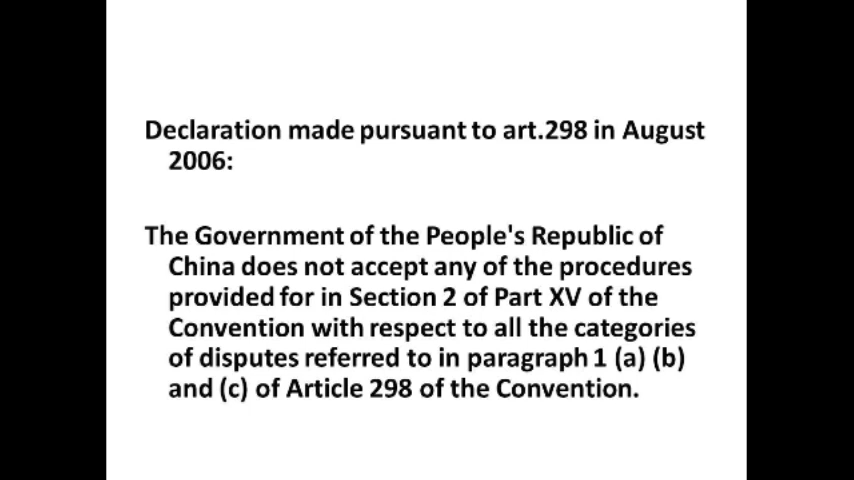 Declaration made pursuant to art.298 in August
2006:
The Government of the People's Republic of
China does not accept any of the procedures
provided for in Section 2 of Part XV of the
Convention with respect to all the categories
of disputes referred to in paragraph 1 (a) (b)
and (c) of Article 298 of the Convention.